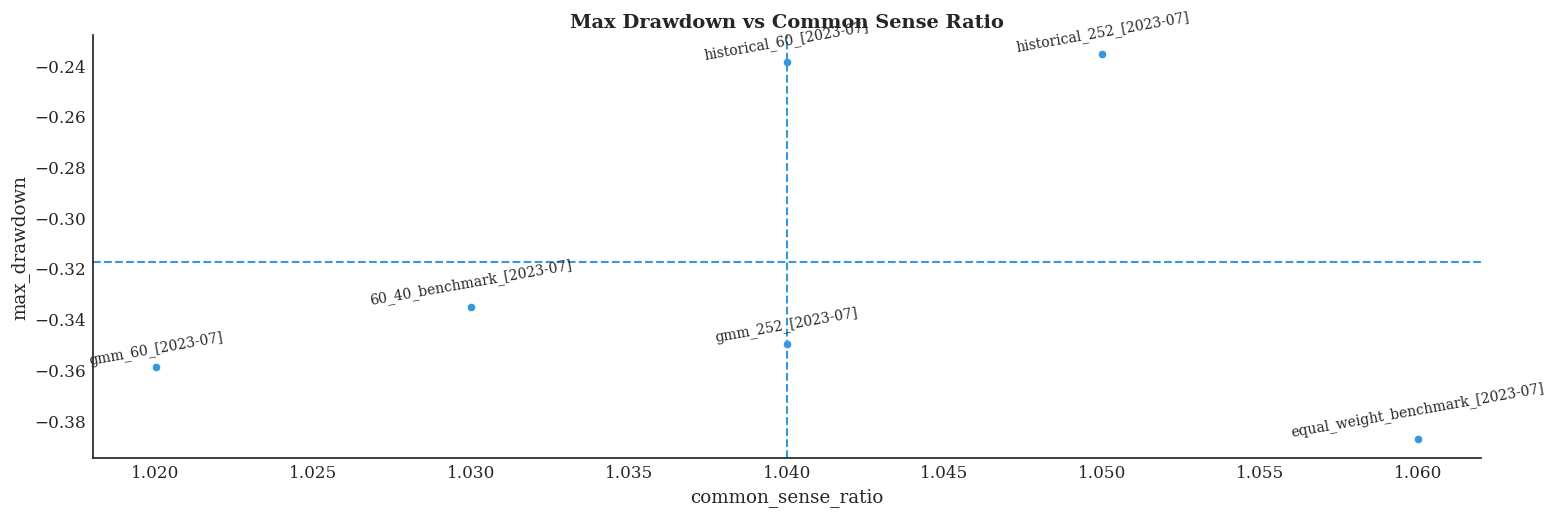 Max Drawdown vs Common Sense Ratio
historical_60_[2023-07]
historical_252_[2023-07]
60_40_benchmark_[2023-07]
gmm_60_[2023-07]
gmm_252_[2023-07]
equal_weight_benchmark_[2023-07]
max_drawdown
−0.24
−0.26
−0.28
−0.30
−0.32
−0.34
−0.36
−0.38
1.020 1.025 1.030 1.035 1.040 1.045 1.050 1.055 1.060
common_sense_ratio